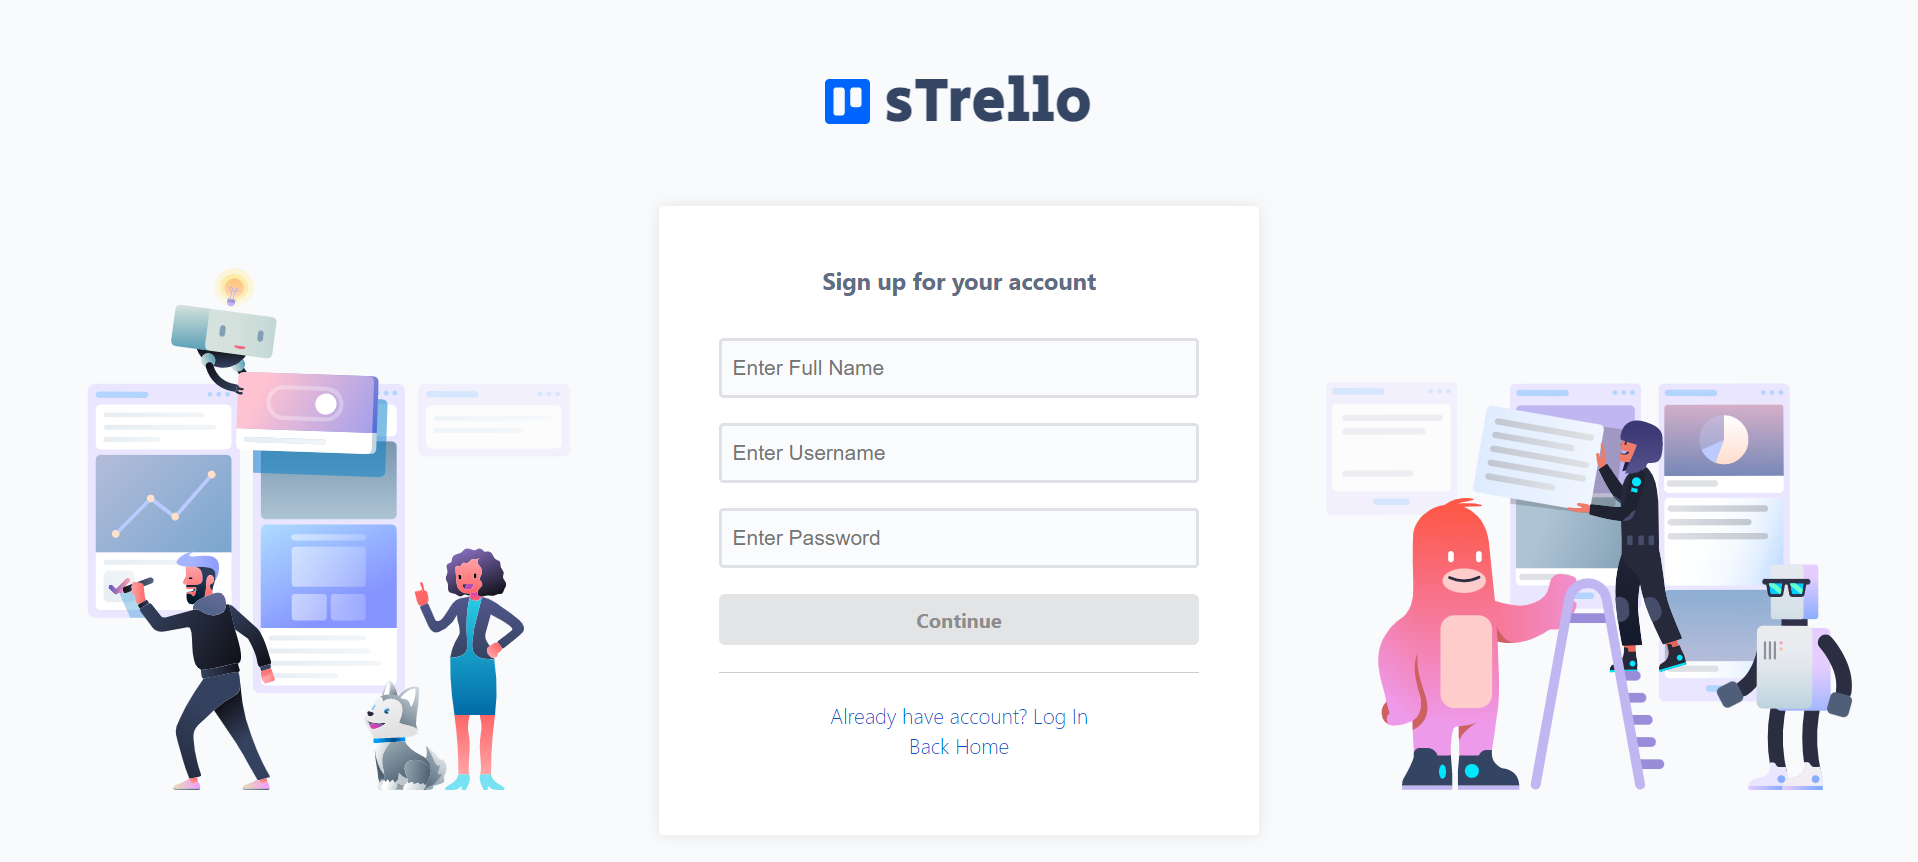 sTrello
Sign up for your account
Enter Full Name
Enter Username
Enter Password
Continue
Already have account? Log In
Back Home